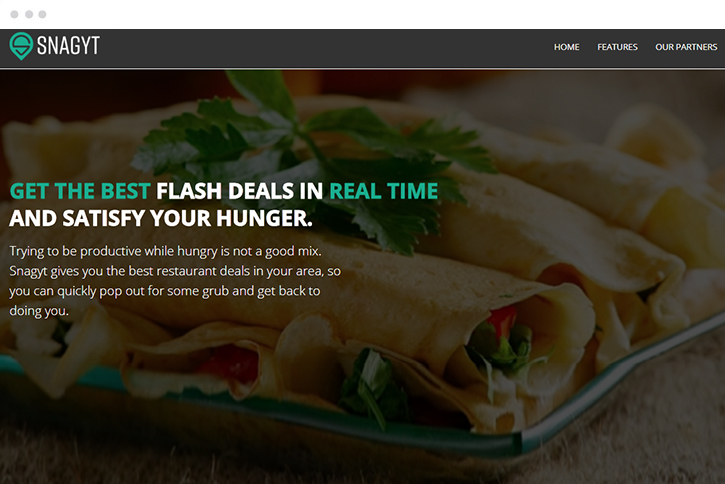 SNAGYT
HOME FEATURES OUR PARTNERS
GET THE BEST FLASH DEALS IN REAL TIME
AND SATISFY YOUR HUNGER.
Trying to be productive while hungry is not a good mix.
Snagyt gives you the best restaurant deals in your area, so
you can quickly pop out for some grub and get back to
doing you.